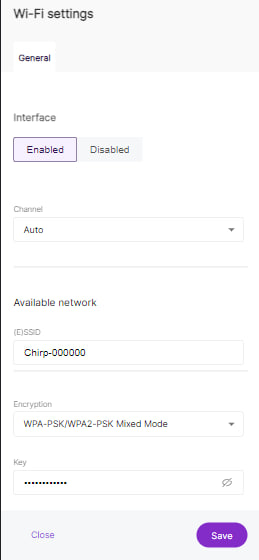 Wi-Fi settings
General
Interface
Enabled Disabled
Channel
Auto
Available network
(E)SSID
Chirp-000000
Encryption
WPA-PSK/WPA2-PSK Mixed Mode
Key
••••••••••••
Close Save